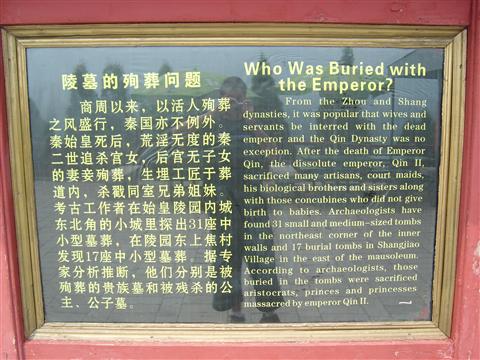 陵墓的殉葬问题
商周以来，以活人殉葬
之风盛行，秦国亦不例外。
秦始皇死后，荒淫无度的秦
二世追杀宫女，后宫无子女
的妻妾殉葬，生埋工匠于葬
道内，杀戳同室兄弟姐妹。
考古工作者在始皇陵园内城
东北角的小城里探出31座中
小型墓葬，在陵园东上焦村
发现17座中小型墓葬。据专
家分析推断，他们分别是被
殉葬的贵族墓和被残杀的公
主、公子墓。
Who Was Buried with
the Emperor?
From the Zhou and Shang
dynasties, it was popular that wives and
servants be interred with the dead
emperor and the Qin Dynasty was no
exception. After the death of Emperor
Qin, the dissolute emperor, Qin II,
sacrificed many artisans, court maids,
his biological brothers and sisters along
with those concubines who did not give
birth to babies. Archaeologists have
found 31 small and medium-sized tombs
in the northeast corner of the inner
walls and 17 burial tombs in Shangjiao
Village in the east of the mausoleum.
According to archaeologists, those
buried in the tombs were sacrificed
aristocrats, princes and princesses
massacred by emperor Qin II.